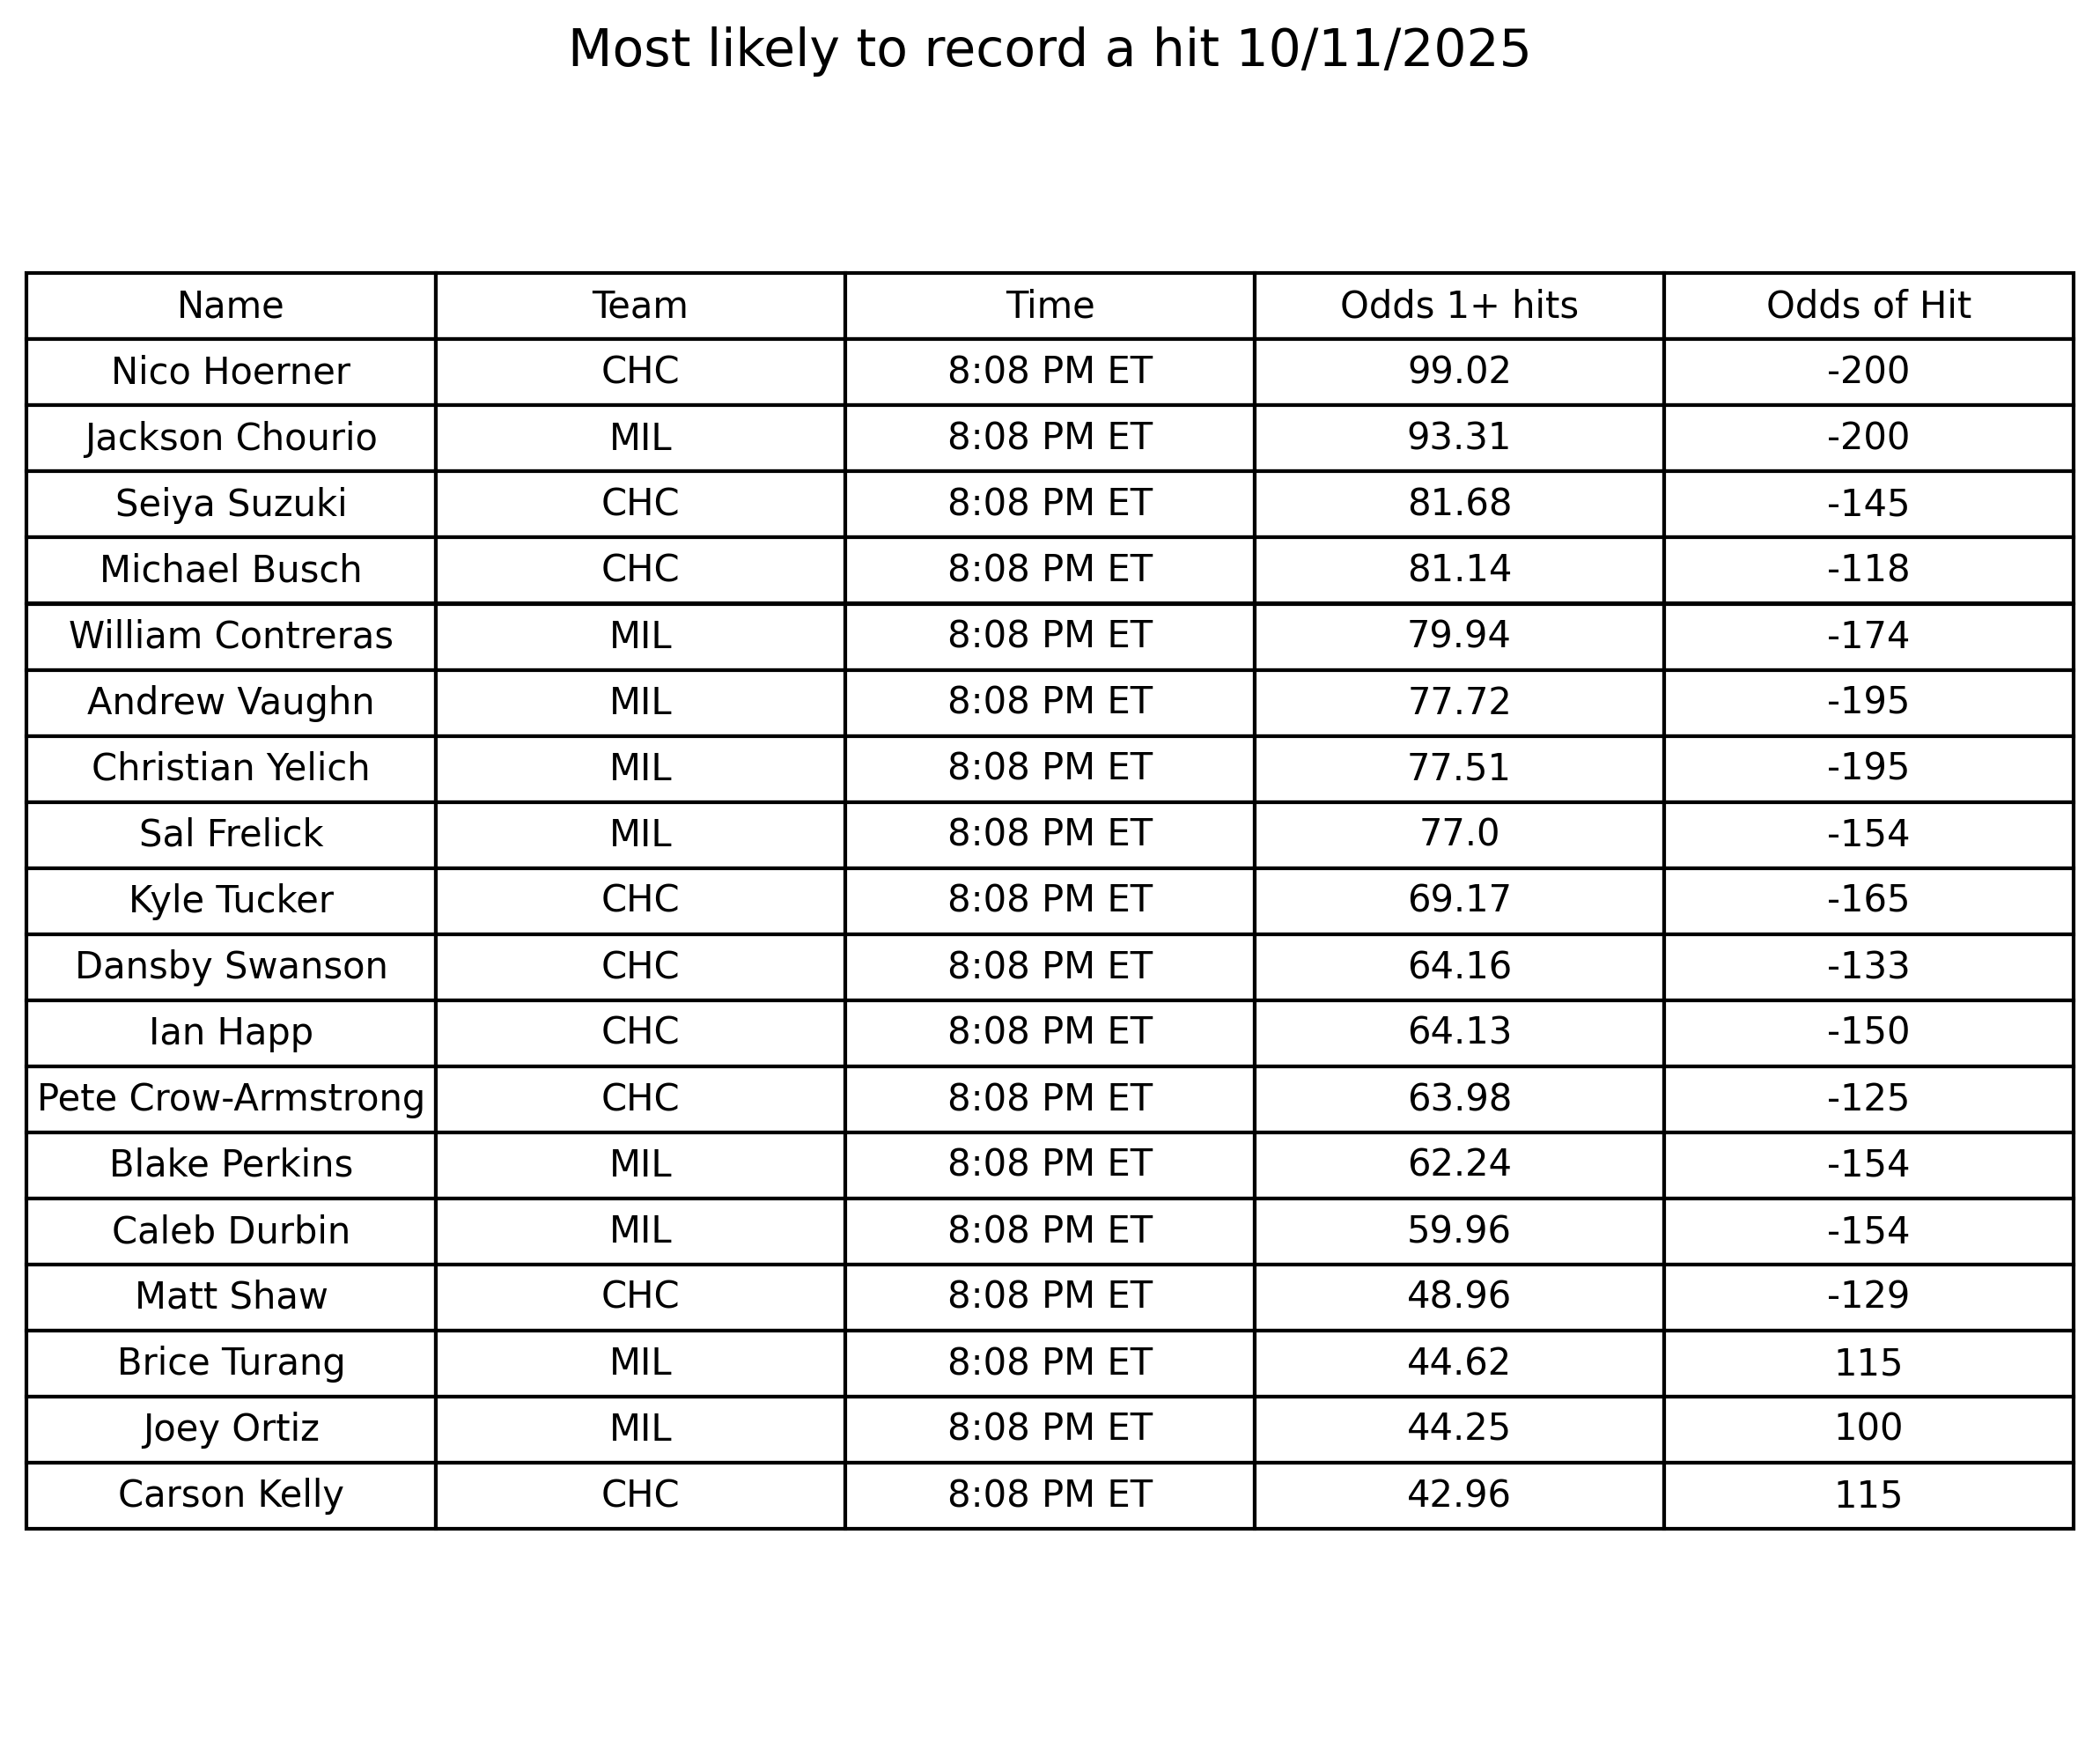 Most likely to record a hit 10/11/2025
Name Team Time Odds 1+ hits Odds of Hit
Nico Hoerner CHC 8:08 PM ET 99.02 -200
Jackson Chourio MIL 8:08 PM ET 93.31 -200
Seiya Suzuki CHC 8:08 PM ET 81.68 -145
Michael Busch CHC 8:08 PM ET 81.14 -118
William Contreras MIL 8:08 PM ET 79.94 -174
Andrew Vaughn MIL 8:08 PM ET 77.72 -195
Christian Yelich MIL 8:08 PM ET 77.51 -195
Sal Frelick MIL 8:08 PM ET 77.0 -154
Kyle Tucker CHC 8:08 PM ET 69.17 -165
Dansby Swanson CHC 8:08 PM ET 64.16 -133
Ian Happ CHC 8:08 PM ET 64.13 -150
Pete Crow-Armstrong CHC 8:08 PM ET 63.98 -125
Blake Perkins MIL 8:08 PM ET 62.24 -154
Caleb Durbin MIL 8:08 PM ET 59.96 -154
Matt Shaw CHC 8:08 PM ET 48.96 -129
Brice Turang MIL 8:08 PM ET 44.62 115
Joey Ortiz MIL 8:08 PM ET 44.25 100
Carson Kelly CHC 8:08 PM ET 42.96 115